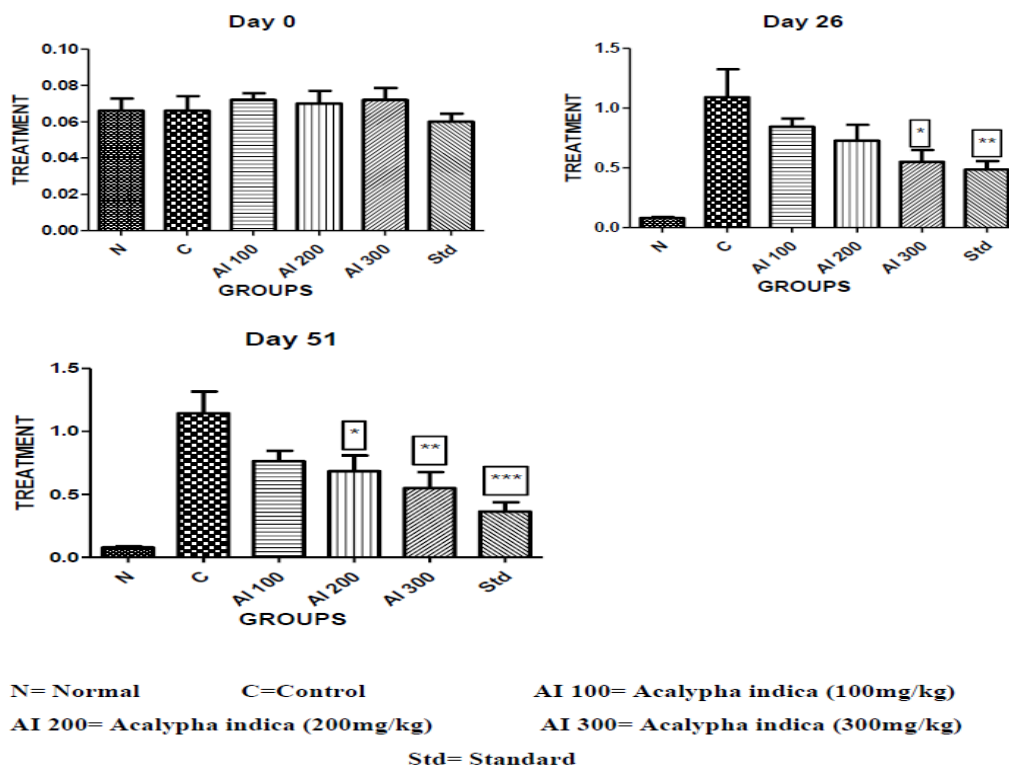 Day 0
TREATMENT
0.10
0.08
0.06
0.04
0.02
0.00
N
C
AI 100
AI 200
AI 300
Std
GROUPS
Day 26
TREATMENT
1.5
1.0
0.5
0.0
*
**
N
C
AI 100
AI 200
AI 300
Std
GROUPS
Day 51
TREATMENT
1.5
1.0
0.5
0.0
*
**
***
N
C
AI 100
AI 200
AI 300
Std
GROUPS
N= Normal C=Control AI 100= Acalypha indica (100mg/kg)
AI 200= Acalypha indica (200mg/kg) AI 300= Acalypha indica (300mg/kg)
Std= Standard